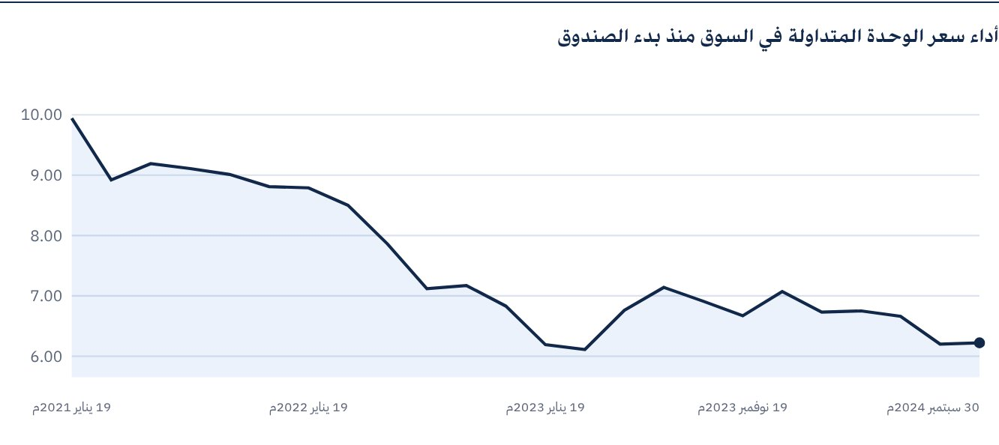 أداء سعر الوحدة المتداولة في السوق منذ بدء الصندوق
10.00
9.00
8.00
7.00
6.00
19 يناير 2021م
19 يناير 2022م
19 يناير 2023م
19 نوفمبر 2023م
30 سبتمبر 2024م